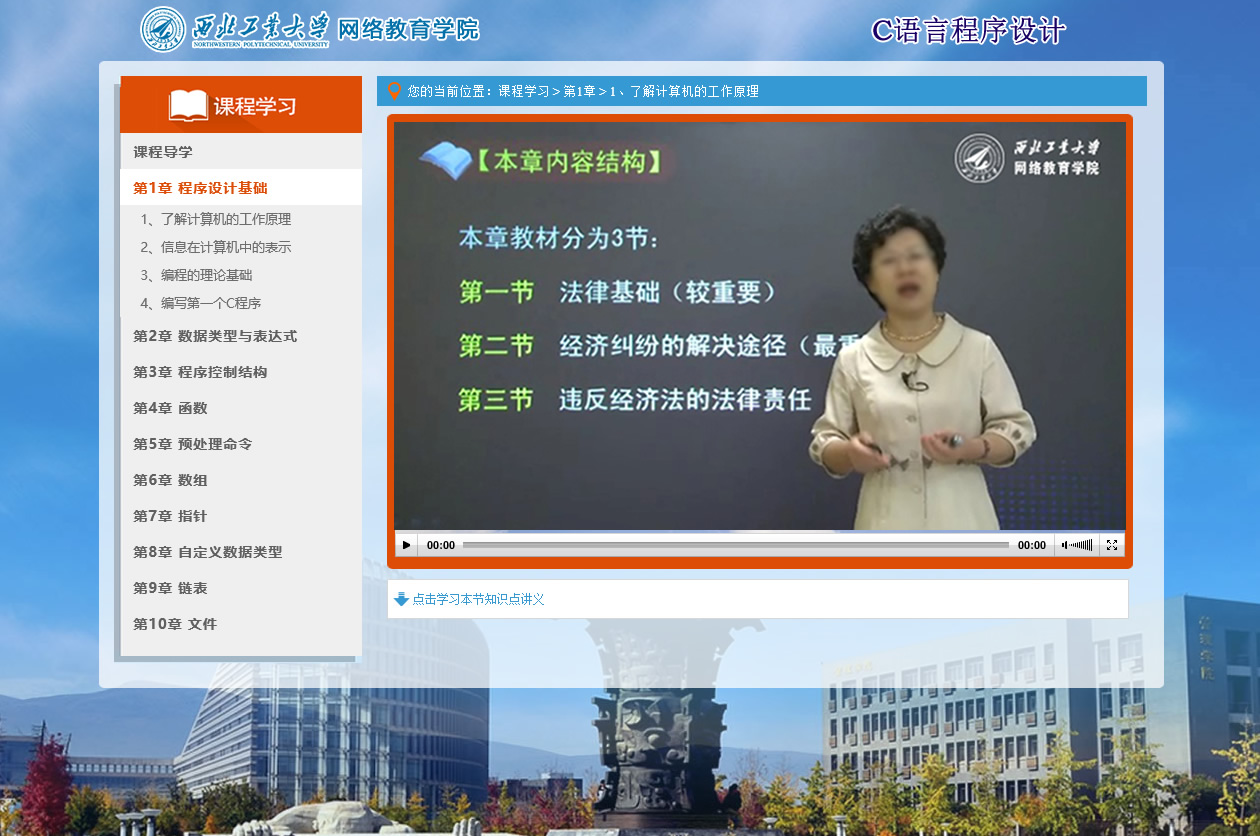 西北工业大学 网络教育学院
NORTHWESTERN POLYTECHNICAL UNIVERSITY
C语言程序设计
课程学习
课程导学
第1章 程序设计基础
1、了解计算机的工作原理
2、信息在计算机中的表示
3、编程的理论基础
4、编写第一个C程序
第2章 数据类型与表达式
第3章 程序控制结构
第4章 函数
第5章 预处理命令
第6章 数组
第7章 指针
第8章 自定义数据类型
第9章 链表
第10章 文件
您的当前位置：课程学习 > 第1章 > 1、了解计算机的工作原理
【本章内容结构】
西北工业大学
网络教育学院
本章教材分为3节：
第一节 法律基础（较重要）
第二节 经济纠纷的解决途径（最重
第三节 违反经济法的法律责任
00:00
00:00
点击学习本节知识点讲义